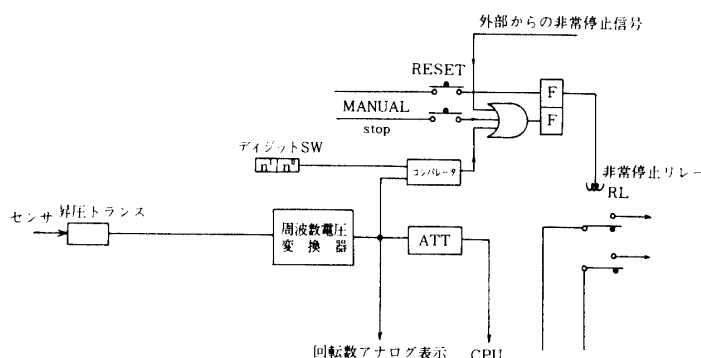 外部からの非常停止信号
RESET
F
MANUAL
F
stop
ディジットSW
n¹ n⁰
コンパレータ
非常停止リレー
RL
センサ
昇圧トランス
周波数電圧
変換器
ATT
回転数アナログ表示
CPU